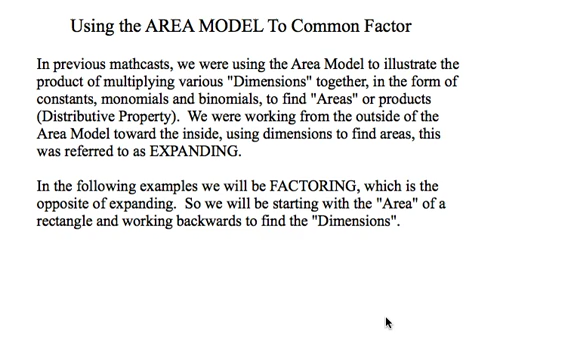 Using the AREA MODEL To Common Factor
In previous mathcasts, we were using the Area Model to illustrate the
product of multiplying various "Dimensions" together, in the form of
constants, monomials and binomials, to find "Areas" or products
(Distributive Property).  We were working from the outside of the
Area Model toward the inside, using dimensions to find areas, this
was referred to as EXPANDING.
In the following examples we will be FACTORING, which is the
opposite of expanding.  So we will be starting with the "Area" of a
rectangle and working backwards to find the "Dimensions".